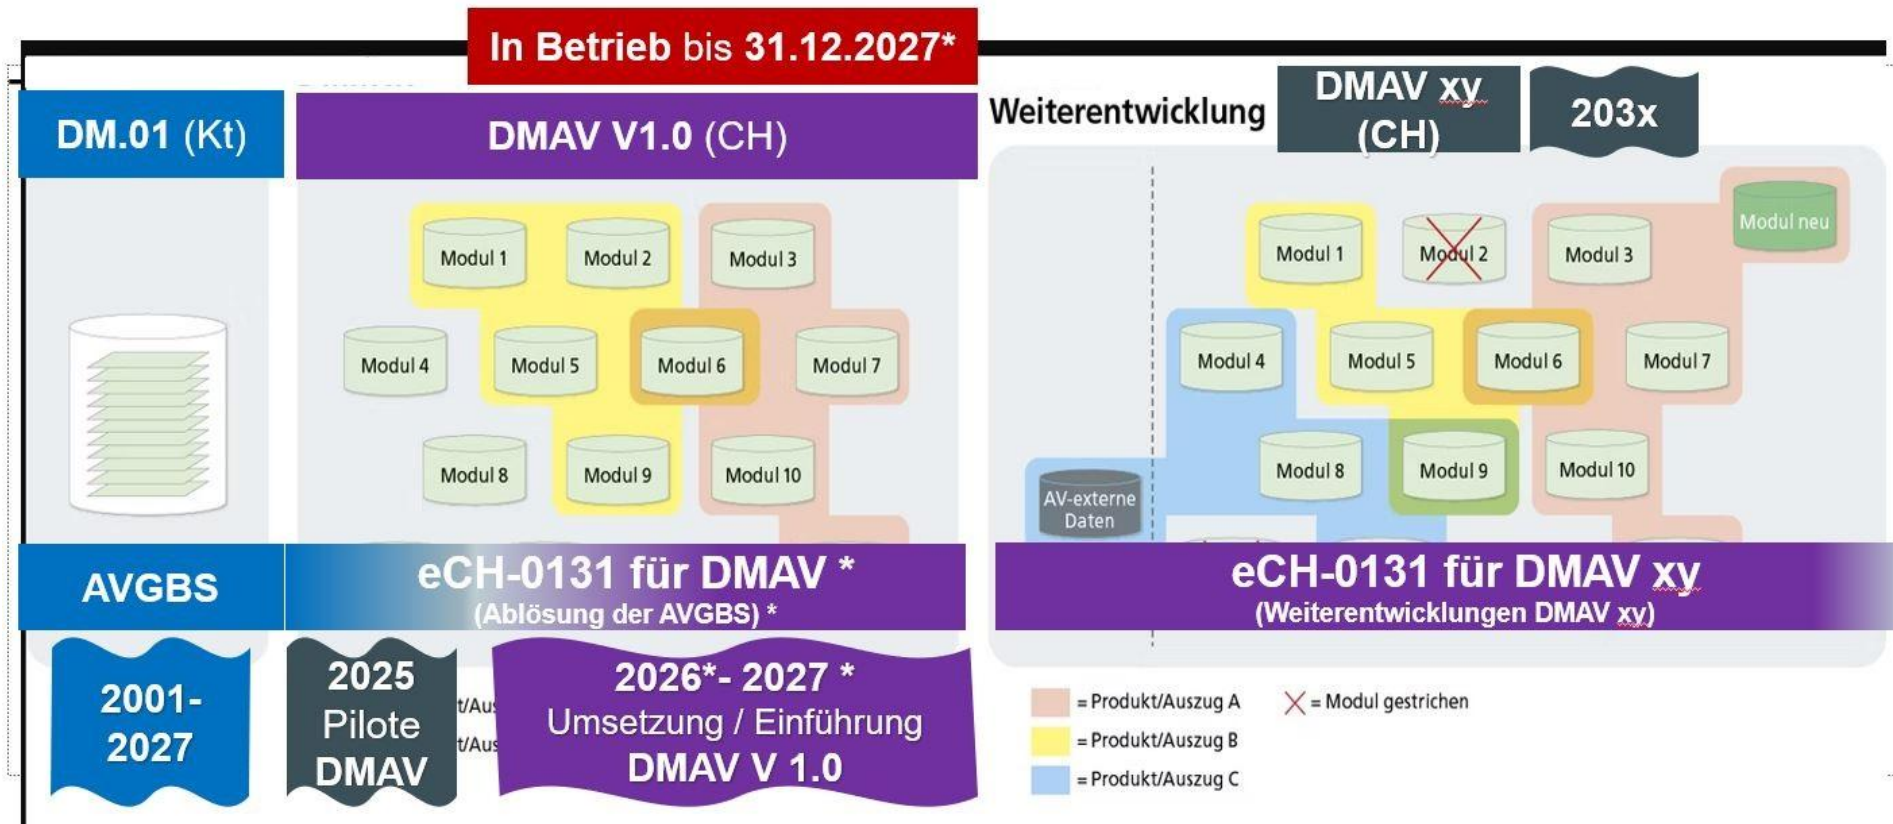 In Betrieb bis 31.12.2027*
DM.01 (Kt)
DMAV V1.0 (CH)
Weiterentwicklung
DMAV xy
(CH)
203x
Modul 1
Modul 2
Modul 3
Modul 4
Modul 5
Modul 6
Modul 7
Modul 8
Modul 9
Modul 10
Modul neu
Modul 1
Modul 2
Modul 3
Modul 4
Modul 5
Modul 6
Modul 7
Modul 8
Modul 9
Modul 10
AV-externe
Daten
AVGBS
eCH-0131 für DMAV *
(Ablösung der AVGBS) *
eCH-0131 für DMAV xy
(Weiterentwicklungen DMAV xy)
2001-
2027
2025
Pilote
DMAV
t/Aus
t/Aus
2026*- 2027 *
Umsetzung / Einführung
DMAV V 1.0
= Produkt/Auszug A
= Modul gestrichen
= Produkt/Auszug B
= Produkt/Auszug C